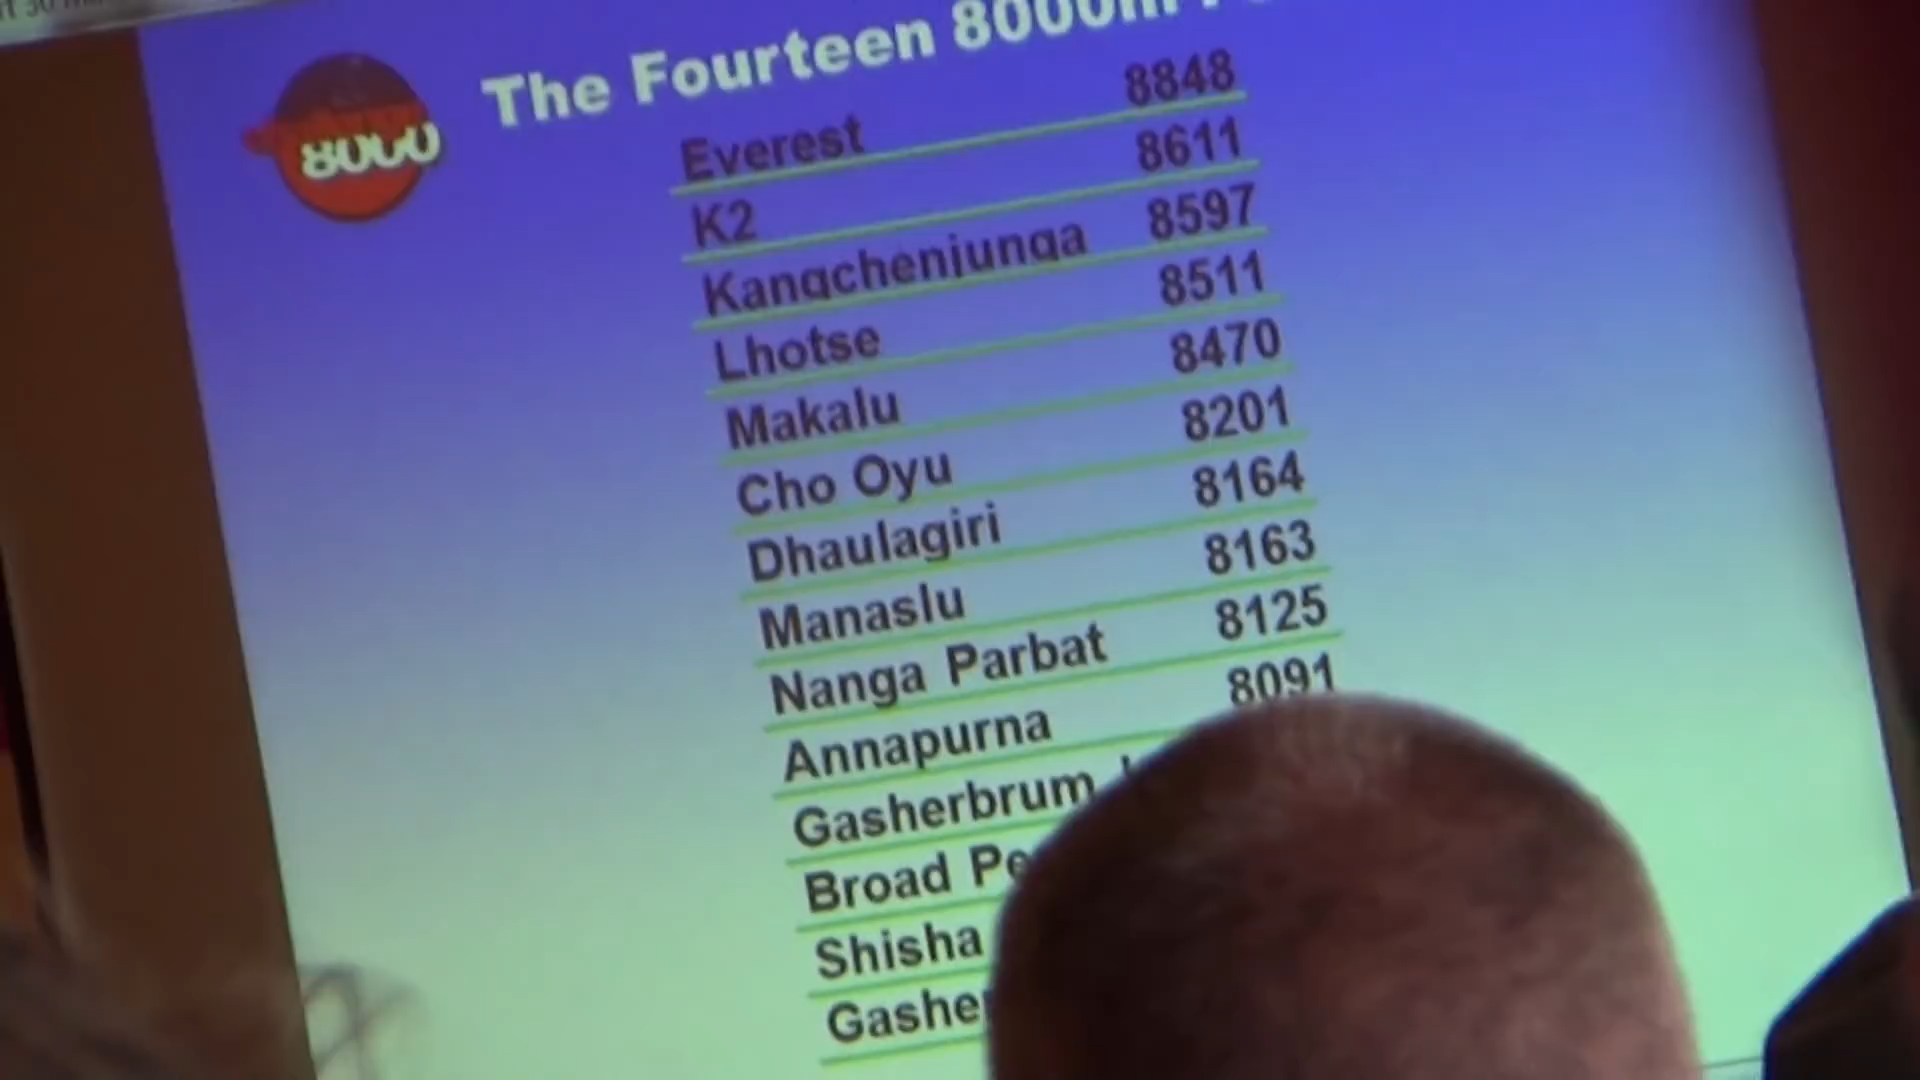 The Fourteen 8000m
8000
Everest 8848
K2 8611
Kangchenjunga 8597
Lhotse 8511
Makalu 8470
Cho Oyu 8201
Dhaulagiri 8164
Manaslu 8163
Nanga Parbat 8125
Annapurna 8091
Gasherbrum
Broad
Shisha